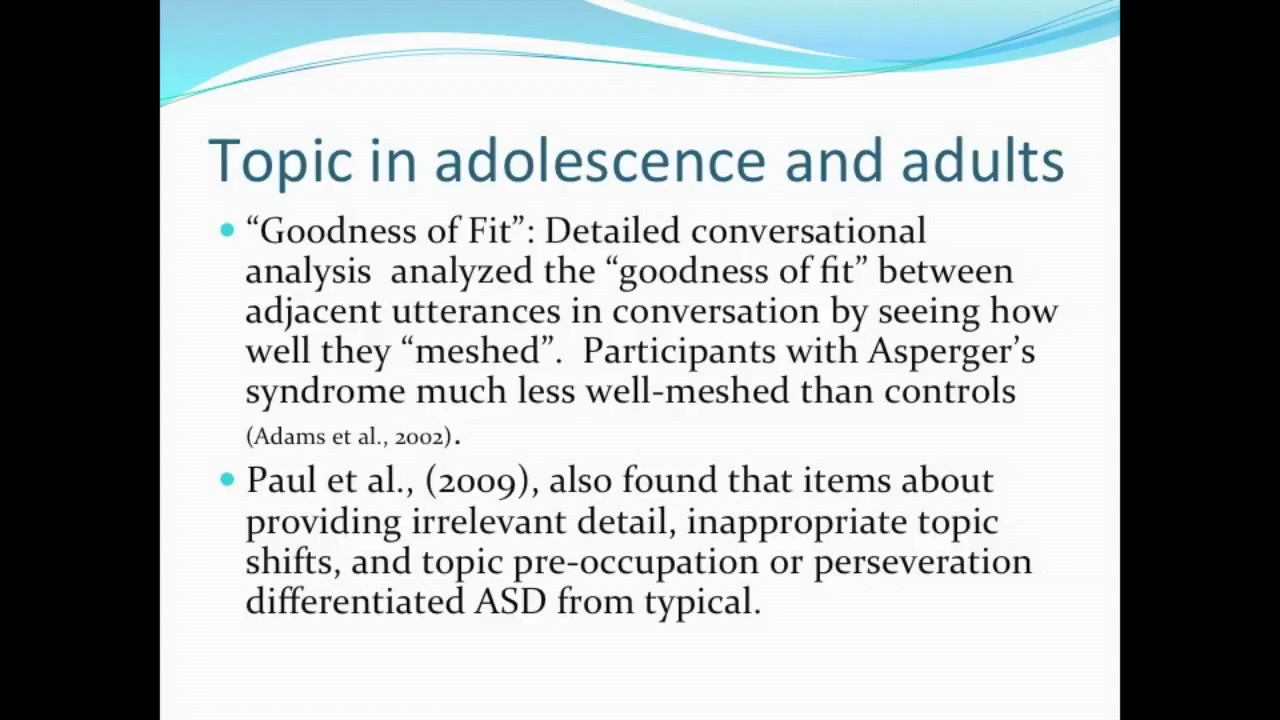 Topic in adolescence and adults
• “Goodness of Fit”: Detailed conversational
analysis  analyzed the “goodness of fit” between
adjacent utterances in conversation by seeing how
well they “meshed”.  Participants with Asperger’s
syndrome much less well-meshed than controls
(Adams et al., 2002).
• Paul et al., (2009), also found that items about
providing irrelevant detail, inappropriate topic
shifts, and topic pre-occupation or perseveration
differentiated ASD from typical.